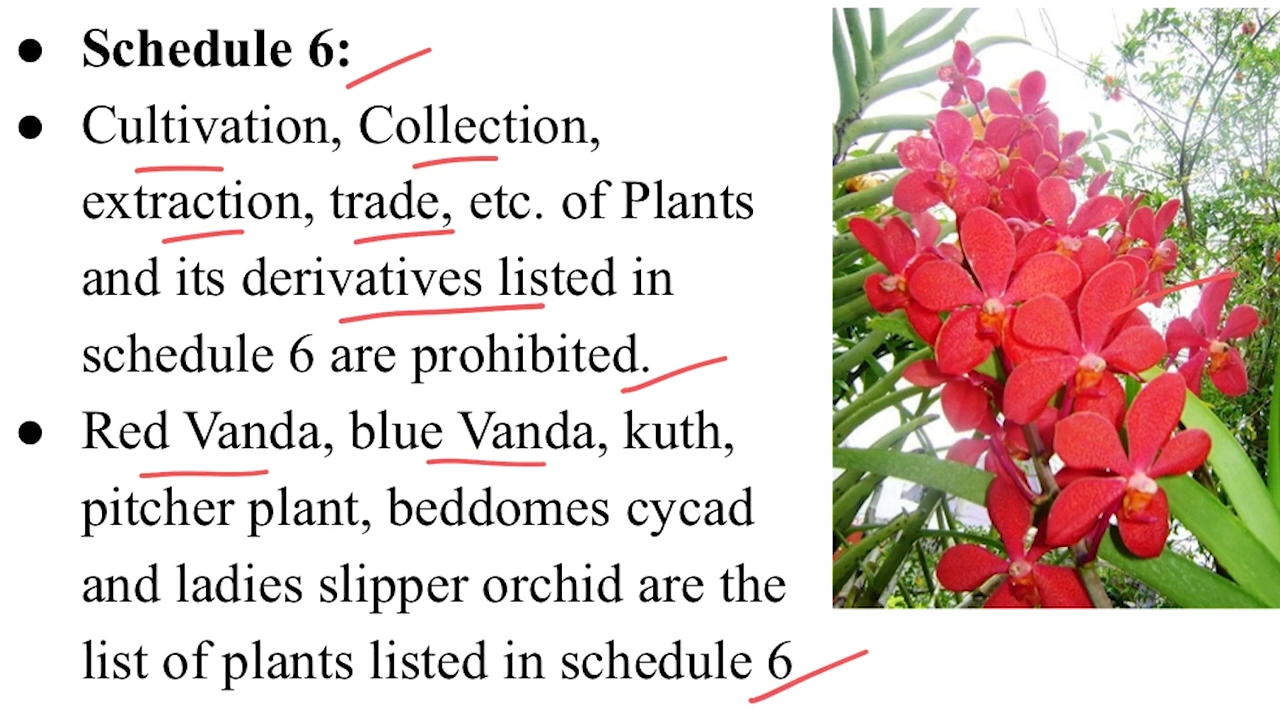 ● Schedule 6:
● Cultivation, Collection,
extraction, trade, etc. of Plants
and its derivatives listed in
schedule 6 are prohibited.
● Red Vanda, blue Vanda, kuth,
pitcher plant, beddomes cycad
and ladies slipper orchid are the
list of plants listed in schedule 6